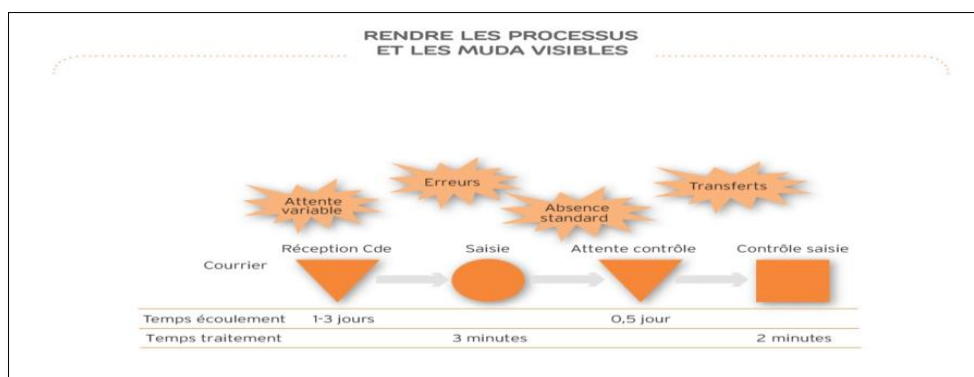 RENDRE LES PROCESSUS
ET LES MUDA VISIBLES
Attente
variable
Erreurs
Absence
standard
Transferts
Courrier
Réception Cde
Saisie
Attente contrôle
Contrôle saisie
Temps écoulement 1-3 jours 0,5 jour
Temps traitement 3 minutes 2 minutes